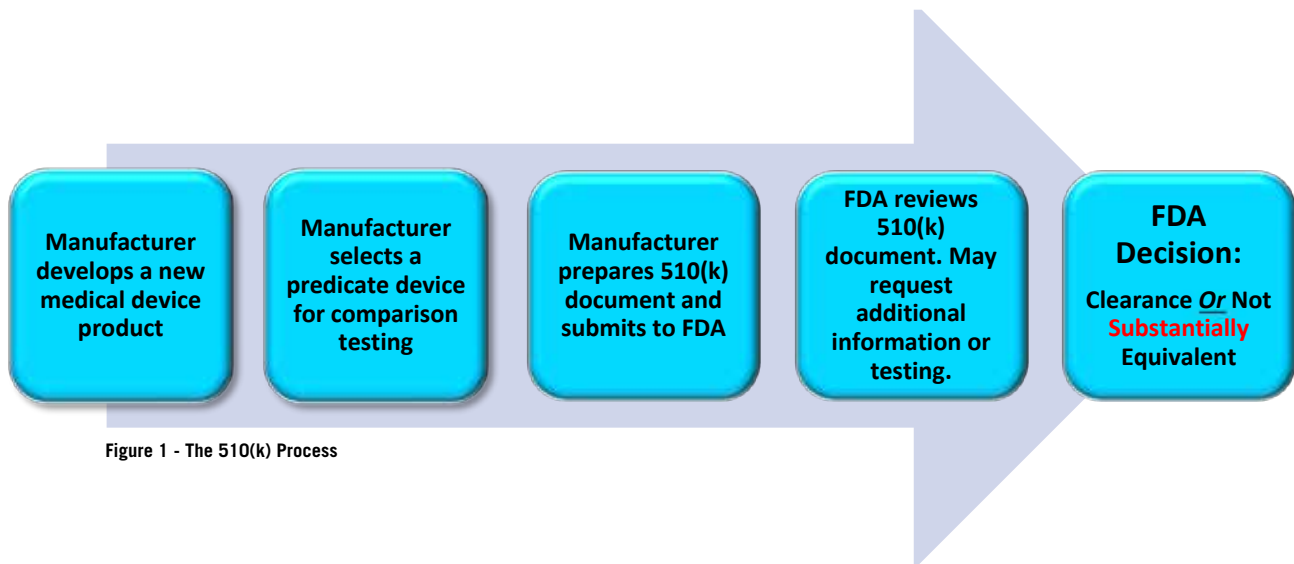 Manufacturer
develops a new
medical device
product
Manufacturer
selects a
predicate device
for comparison
testing
Manufacturer
prepares 510(k)
document and
submits to FDA
FDA reviews
510(k)
document. May
request
additional
information or
testing.
FDA
Decision:
Clearance Or Not
Substantially
Equivalent
Figure 1 - The 510(k) Process